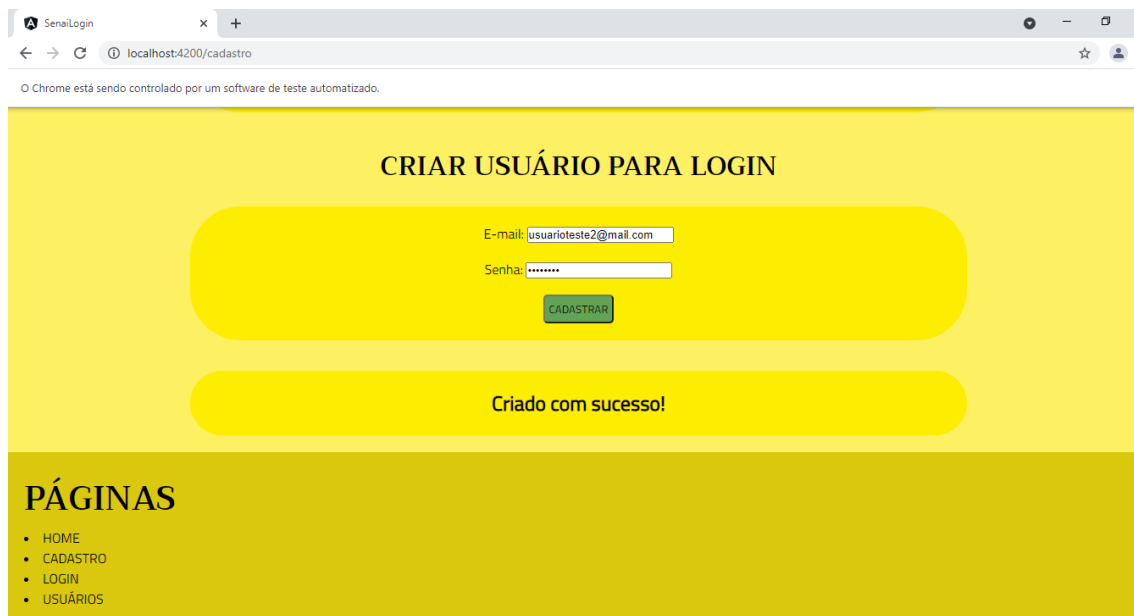 SenaiLogin
localhost:4200/cadastro
O Chrome está sendo controlado por um software de teste automatizado.
CRIAR USUÁRIO PARA LOGIN
E-mail: usuarioteste2@mail.com
Senha: ••••••••
CADASTRAR
Criado com sucesso!
PÁGINAS
• HOME
• CADASTRO
• LOGIN
• USUÁRIOS